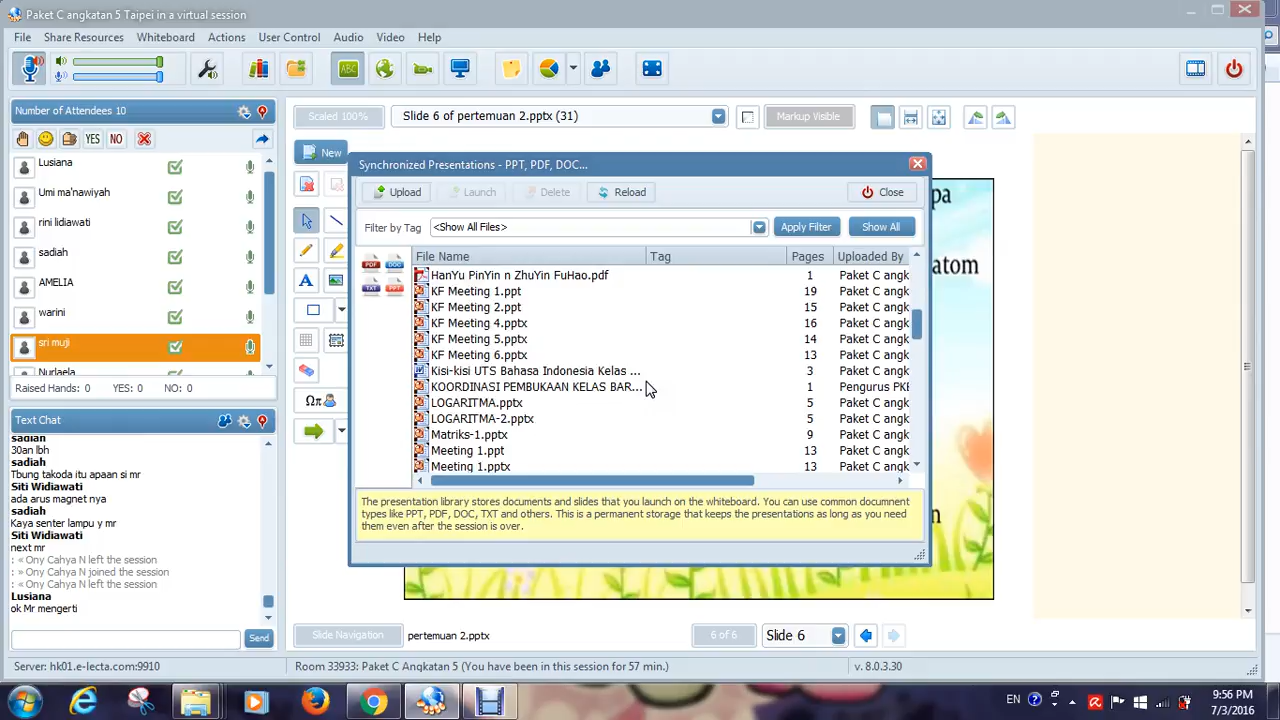 Paket C angkatan 5 Taipei in a virtual session
File Share Resources Whiteboard Actions User Control Audio Video Help
ABC
Number of Attendees 10
YES NO
Lusiana
Umi ma'nawiyah
rini lidiawati
sadiah
AMELIA
warini
sri muji
Nurlaela
Raised Hands: 0 YES: 0 NO: 0
Text Chat
sadiah
30an lbh
sadiah
Tbung takoda itu apaan si mr
Siti Widiawati
ada arus magnet nya
sadiah
Kaya senter lampu y mr
Siti Widiawati
next mr
: « Ony Cahya N left the session
: » Ony Cahya N joined the session
: « Ony Cahya N left the session
Lusiana
ok Mr mengerti
Send
Scaled 100% Slide 6 of pertemuan 2.pptx (31) Markup Visible
New
A
Ωπ
pa
atom
n
Synchronized Presentations - PPT, PDF, DOC...
Upload Launch Delete Reload Close
Filter by Tag <Show All Files> Apply Filter Show All
PDF DOC
TXT PPT
File Name Tag Pages Uploaded By
HanYu PinYin n ZhuYin FuHao.pdf 1 Paket C angk
KF Meeting 1.ppt 19 Paket C angk
KF Meeting 2.ppt 15 Paket C angk
KF Meeting 4.pptx 16 Paket C angk
KF Meeting 5.pptx 14 Paket C angk
KF Meeting 6.pptx 13 Paket C angk
Kisi-kisi UTS Bahasa Indonesia Kelas ... 3 Paket C angk
KOORDINASI PEMBUKAAN KELAS BAR... 1 Pengurus PKB
LOGARITMA.pptx 5 Paket C angk
LOGARITMA-2.pptx 5 Paket C angk
Matriks-1.pptx 9 Paket C angk
Meeting 1.ppt 13 Paket C angk
Meeting 1.pptx 13 Paket C angk
The presentation library stores documents and slides that you launch on the whiteboard. You can use common documnent
types like PPT, PDF, DOC, TXT and others. This is a permanent storage that keeps the presentations as long as you need
them even after the session is over.
Slide Navigation pertemuan 2.pptx 6 of 6 Slide 6
Server: hk01.e-lecta.com:9910 Room 33933: Paket C Angkatan 5 (You have been in this session for 57 min.) v. 8.0.3.30
EN 9:56 PM
7/3/2016